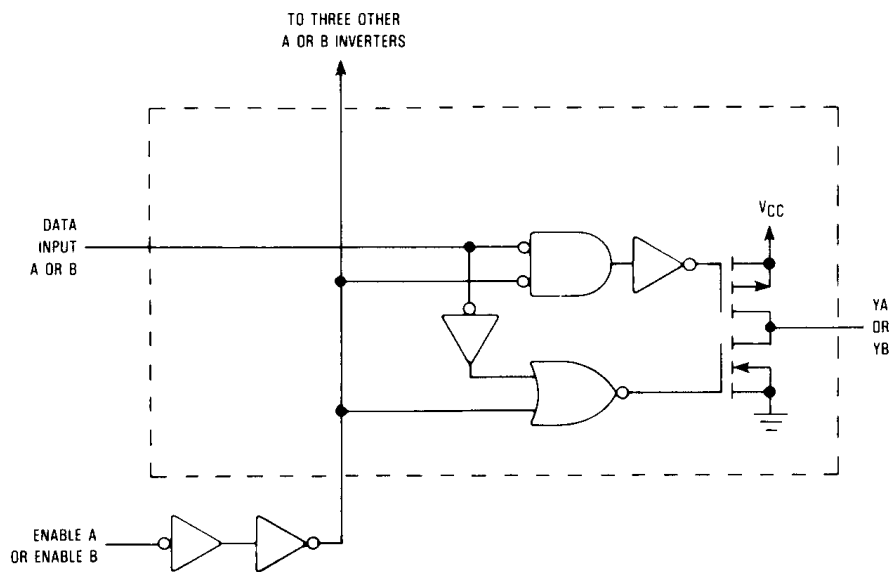 TO THREE OTHER
A OR B INVERTERS
DATA
INPUT
A OR B
VCC
YA
OR
YB
ENABLE A
OR ENABLE B